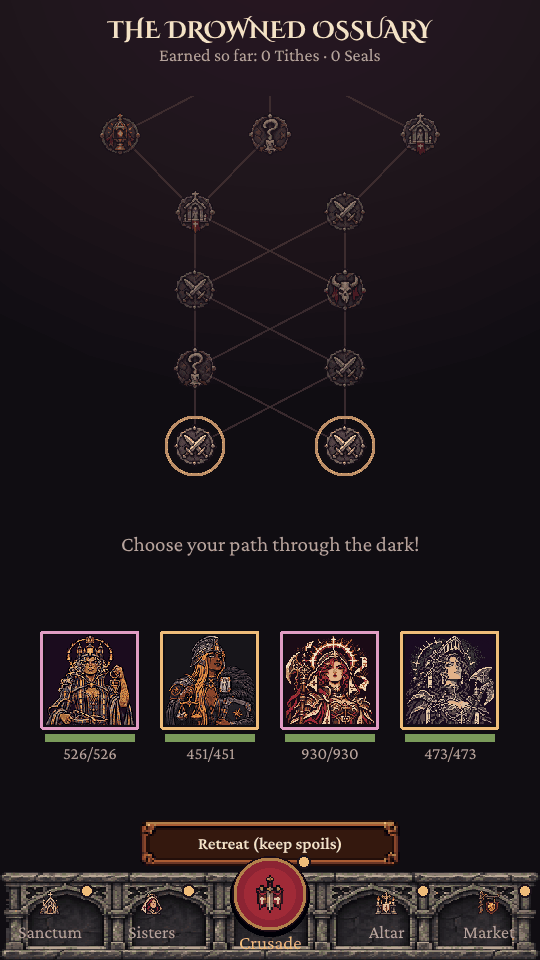 THE DROWNED OSSUARY
Earned so far: 0 Tithes · 0 Seals
Choose your path through the dark!
526/526
451/451
930/930
473/473
Retreat (keep spoils)
Sanctum
Sisters
Crusade
Altar
Market